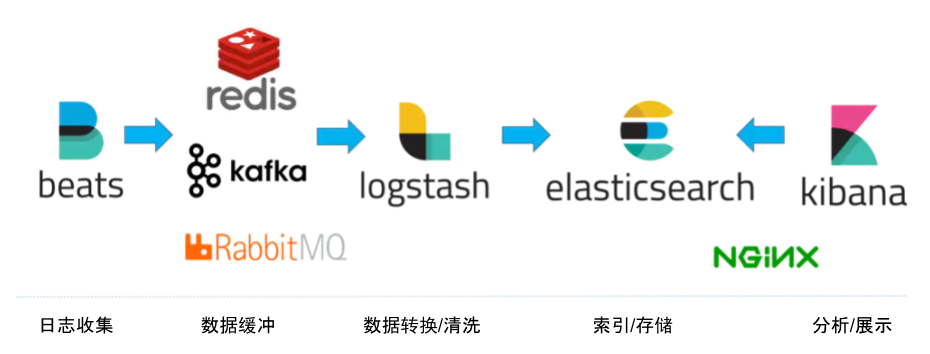 redis
beats
kafka
logstash
elasticsearch
kibana
RabbitMQ
NGINX
日志收集
数据缓冲
数据转换/清洗
索引/存储
分析/展示